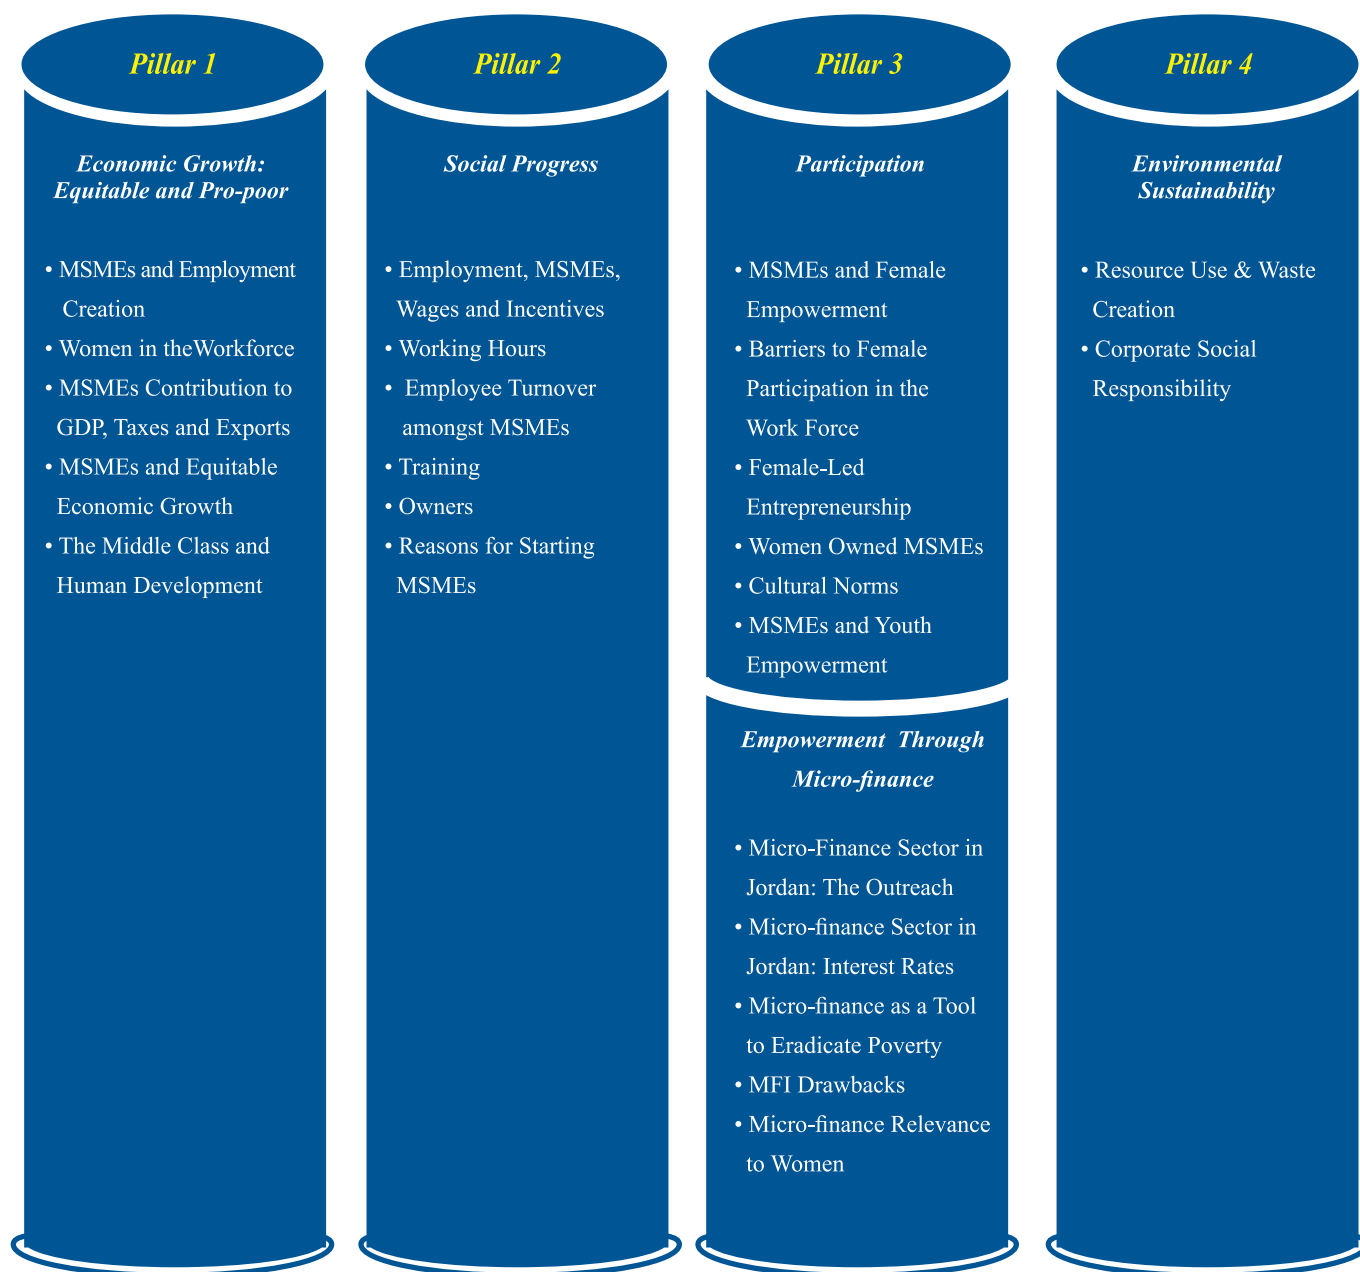 Pillar 1
Economic Growth:
Equitable and Pro-poor
• MSMEs and Employment
Creation
• Women in theWorkforce
• MSMEs Contribution to
GDP, Taxes and Exports
• MSMEs and Equitable
Economic Growth
• The Middle Class and
Human Development
Pillar 2
Social Progress
• Employment, MSMEs,
Wages and Incentives
• Working Hours
• Employee Turnover
amongst MSMEs
• Training
• Owners
• Reasons for Starting
MSMEs
Pillar 3
Participation
• MSMEs and Female
Empowerment
• Barriers to Female
Participation in the
Work Force
• Female-Led
Entrepreneurship
• Women Owned MSMEs
• Cultural Norms
• MSMEs and Youth
Empowerment
Empowerment Through
Micro-finance
• Micro-Finance Sector in
Jordan: The Outreach
• Micro-finance Sector in
Jordan: Interest Rates
• Micro-finance as a Tool
to Eradicate Poverty
• MFI Drawbacks
• Micro-finance Relevance
to Women
Pillar 4
Environmental
Sustainability
• Resource Use & Waste
Creation
• Corporate Social
Responsibility